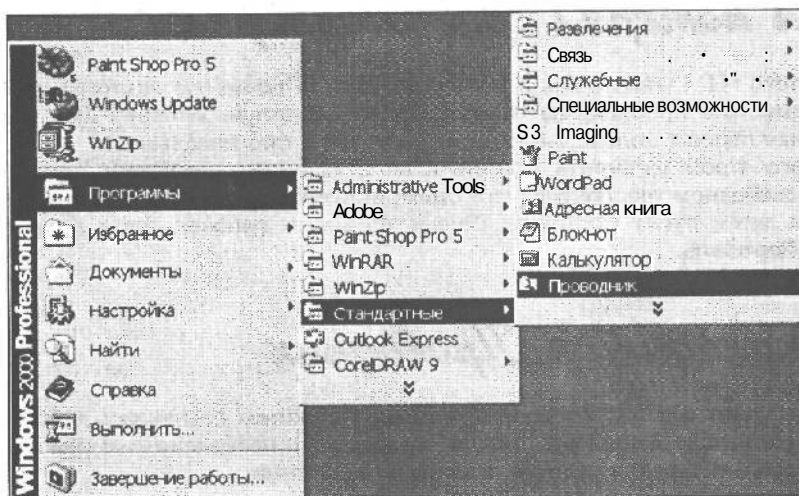 Paint Shop Pro 5
Windows Update
WinZip
Программы
Избранное
Документы
Настройка
Найти
Справка
Выполнить...
Завершение работы...
Windows 2000 Professional
Administrative Tools
Adobe
Paint Shop Pro 5
WinRAR
WinZip
Стандартные
Outlook Express
CorelDRAW 9
Развлечения
Связь
Служебные
Специальные возможности
S3 Imaging
Paint
WordPad
Адресная книга
Блокнот
Калькулятор
Проводник